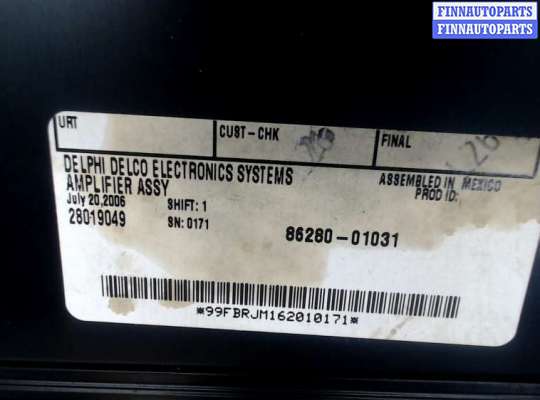 FINNAUTOPARTS
FINNAUTOPARTS
URT
CUST-CHK
FINAL
26
DELPHI DELCO ELECTRONICS SYSTEMS
AMPLIFIER ASSY
ASSEMBLED IN MEXICO
PROD ID:
July 20,2006
SHIFT: 1
28019049
SN: 0171
86280-01031
*99FBRJM162010171*